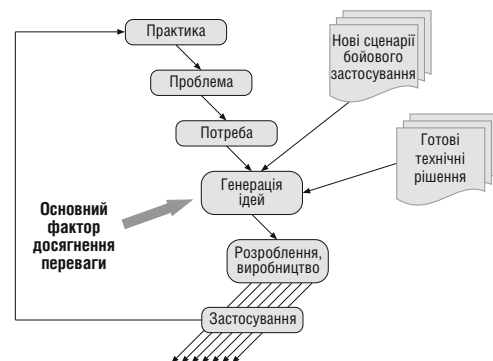 Практика
Проблема
Потреба
Генерація
ідей
Розроблення,
виробництво
Застосування
Нові сценарії
бойового
застосування
Готові
технічні
рішення
Основний
фактор
досягнення
переваги